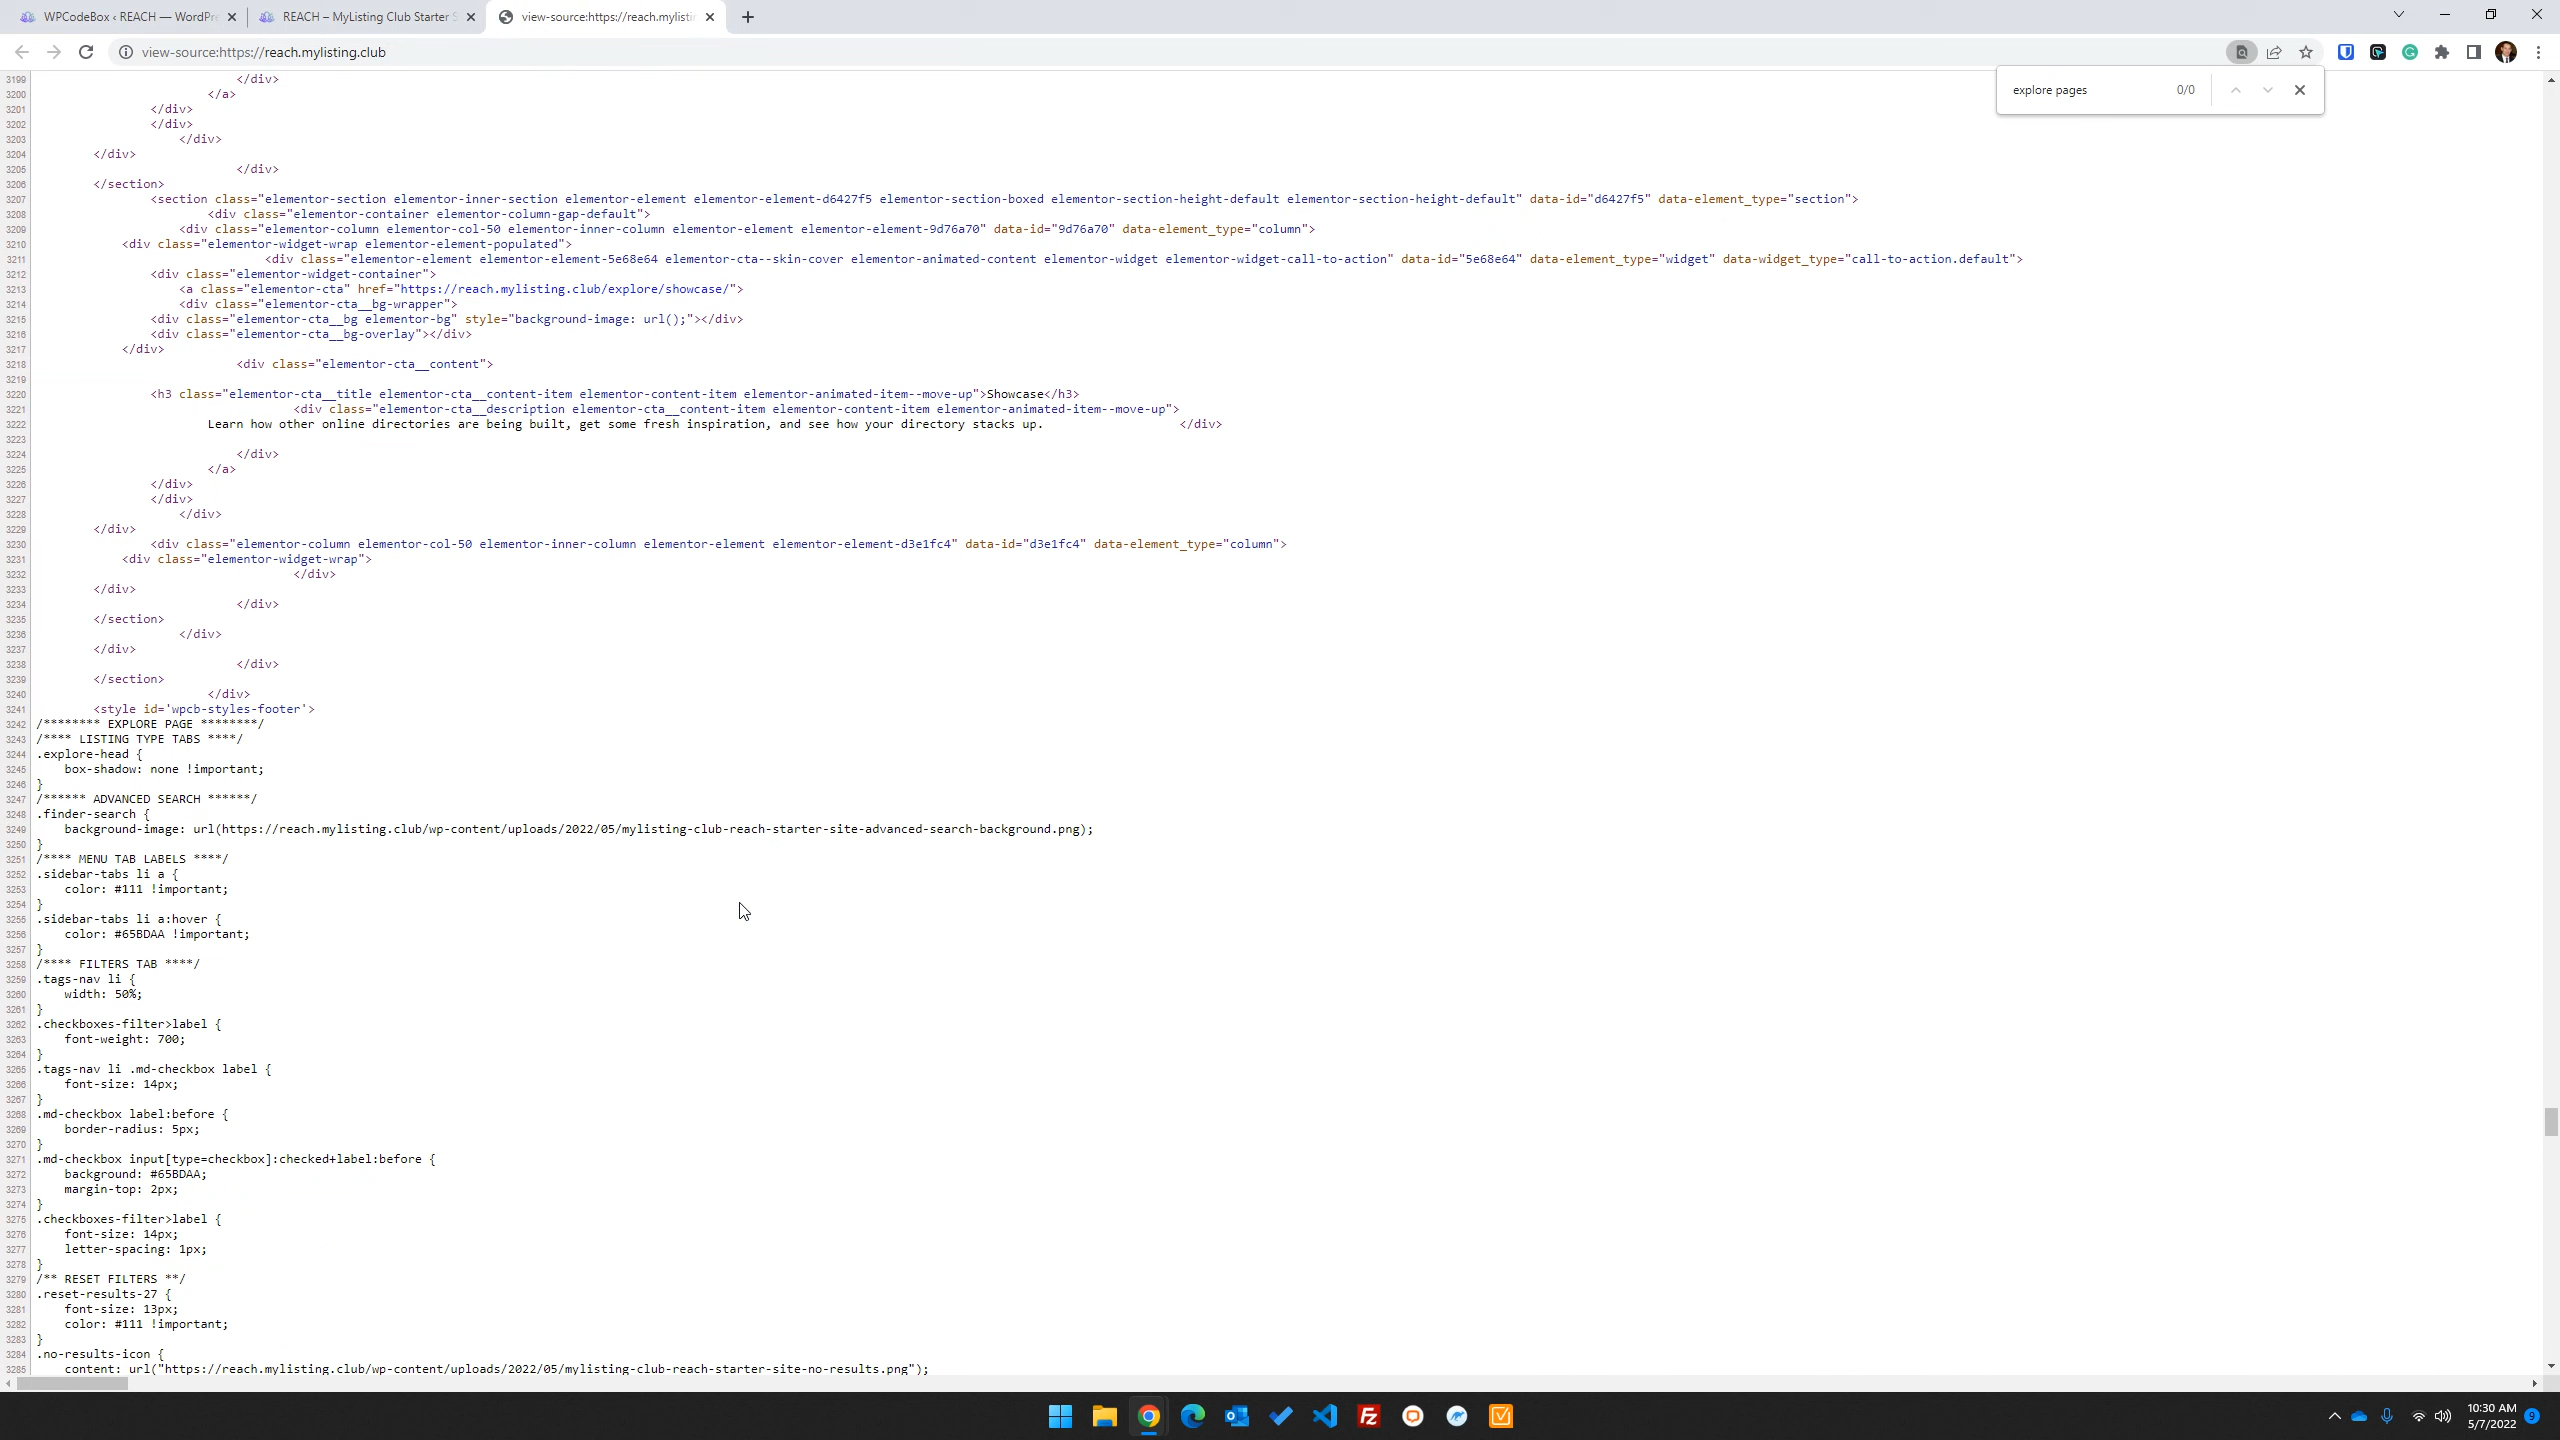 WPCodeBox ‹ REACH — WordPre
REACH – MyListing Club Starter S
view-source:https://reach.mylistin
view-source:https://reach.mylisting.club
explore pages 0/0
3199 </div>
3200 </a>
3201 </div>
3202 </div>
3203 </div>
3204 </div>
3205 </div>
3206 </section>
3207 <section class="elementor-section elementor-inner-section elementor-element elementor-element-d6427f5 elementor-section-boxed elementor-section-height-default elementor-section-height-default" data-id="d6427f5" data-element_type="section">
3208 <div class="elementor-container elementor-column-gap-default">
3209 <div class="elementor-column elementor-col-50 elementor-inner-column elementor-element elementor-element-9d76a70" data-id="9d76a70" data-element_type="column">
3210 <div class="elementor-widget-wrap elementor-element-populated">
3211 <div class="elementor-element elementor-element-5e68e64 elementor-cta--skin-cover elementor-animated-content elementor-widget elementor-widget-call-to-action" data-id="5e68e64" data-element_type="widget" data-widget_type="call-to-action.default">
3212 <div class="elementor-widget-container">
3213 <a class="elementor-cta" href="https://reach.mylisting.club/explore/showcase/">
3214 <div class="elementor-cta__bg-wrapper">
3215 <div class="elementor-cta__bg elementor-bg" style="background-image: url();"></div>
3216 <div class="elementor-cta__bg-overlay"></div>
3217 </div>
3218 <div class="elementor-cta__content">
3219
3220 <h3 class="elementor-cta__title elementor-cta__content-item elementor-content-item elementor-animated-item--move-up">Showcase</h3>
3221 <div class="elementor-cta__description elementor-cta__content-item elementor-content-item elementor-animated-item--move-up">
3222 Learn how other online directories are being built, get some fresh inspiration, and see how your directory stacks up. </div>
3223
3224 </div>
3225 </a>
3226 </div>
3227 </div>
3228 </div>
3229 </div>
3230 <div class="elementor-column elementor-col-50 elementor-inner-column elementor-element elementor-element-d3e1fc4" data-id="d3e1fc4" data-element_type="column">
3231 <div class="elementor-widget-wrap">
3232 </div>
3233 </div>
3234 </div>
3235 </section>
3236 </div>
3237 </div>
3238 </div>
3239 </section>
3240 </div>
3241 <style id='wpcb-styles-footer'>
3242 /******** EXPLORE PAGE ********/
3243 /**** LISTING TYPE TABS ****/
3244 .explore-head {
3245 box-shadow: none !important;
3246 }
3247 /****** ADVANCED SEARCH ******/
3248 .finder-search {
3249 background-image: url(https://reach.mylisting.club/wp-content/uploads/2022/05/mylisting-club-reach-starter-site-advanced-search-background.png);
3250 }
3251 /**** MENU TAB LABELS ****/
3252 .sidebar-tabs li a {
3253 color: #111 !important;
3254 }
3255 .sidebar-tabs li a:hover {
3256 color: #65BDAA !important;
3257 }
3258 /**** FILTERS TAB ****/
3259 .tags-nav li {
3260 width: 50%;
3261 }
3262 .checkboxes-filter>label {
3263 font-weight: 700;
3264 }
3265 .tags-nav li .md-checkbox label {
3266 font-size: 14px;
3267 }
3268 .md-checkbox label:before {
3269 border-radius: 5px;
3270 }
3271 .md-checkbox input[type=checkbox]:checked+label:before {
3272 background: #65BDAA;
3273 margin-top: 2px;
3274 }
3275 .checkboxes-filter>label {
3276 font-size: 14px;
3277 letter-spacing: 1px;
3278 }
3279 /** RESET FILTERS **/
3280 .reset-results-27 {
3281 font-size: 13px;
3282 color: #111 !important;
3283 }
3284 .no-results-icon {
3285 content: url("https://reach.mylisting.club/wp-content/uploads/2022/05/mylisting-club-reach-starter-site-no-results.png");
10:30 AM
5/7/2022
9